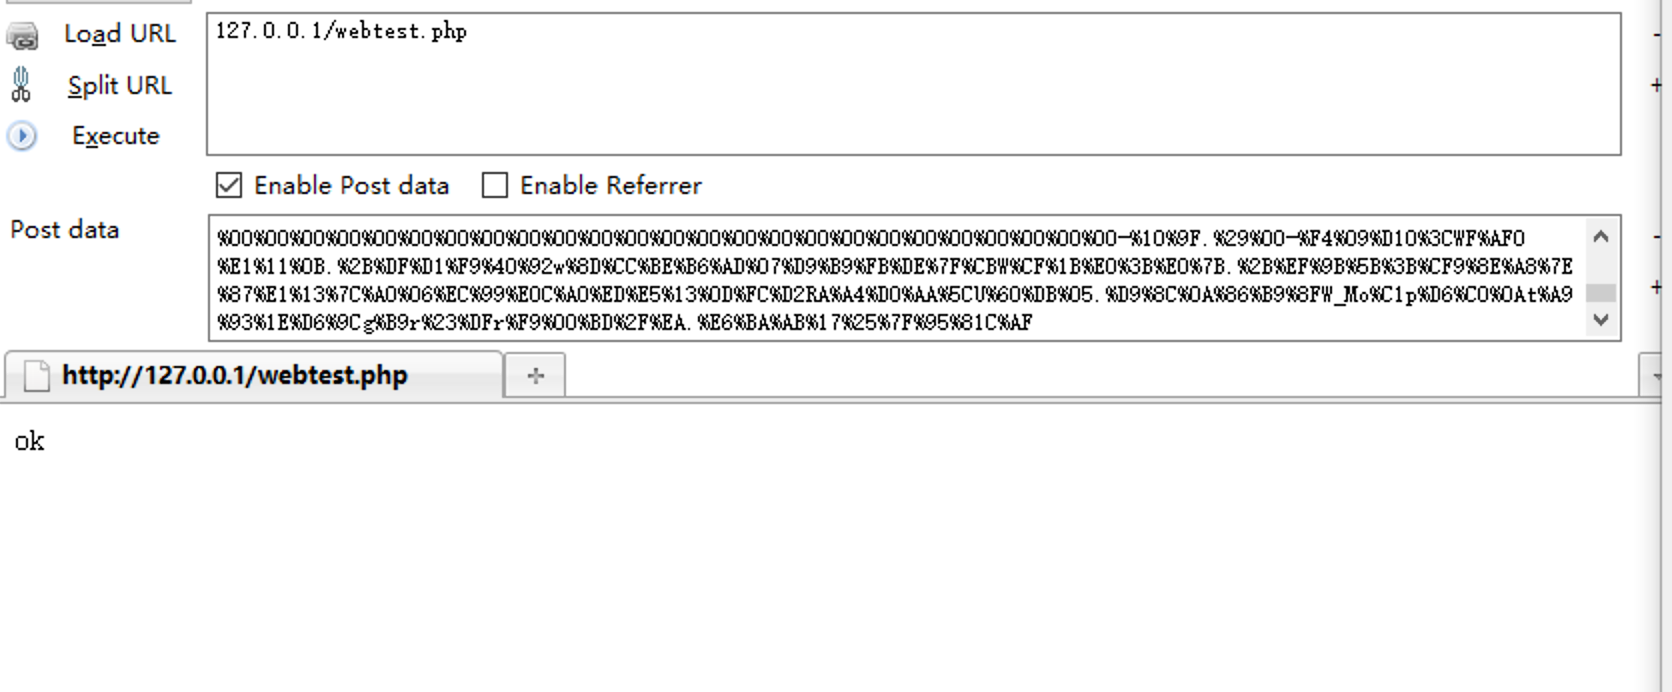 Load URL
127.0.0.1/webtest.php
Split URL
Execute
Enable Post data
Enable Referrer
Post data
%00%00%00%00%00%00%00%00%00%00%00%00%00%00%00%00%00%00%00%00%00%00%00%00%00-%10%9F.%29%00-%F4%09%D10%3CWF%AFO
%E1%11%0B.%2B%DF%D1%F9%40%92w%8D%CC%BE%B6%AD%07%D9%B9%FB%DE%7F%CBW%CF%1B%E0%3B%E0%7B.%2B%EF%9B%5B%3B%CF9%8E%A8%7E
%87%E1%13%7C%A0%06%EC%99%E0C%A0%ED%E5%13%0D%FC%D2RA%A4%D0%AA%5CU%60%DB%05.%D9%8C%0A%86%B9%8FW_Mo%C1p%D6%C0%0At%A9
%93%1E%D6%9Cg%B9r%23%DFr%F9%00%BD%2F%EA.%E6%BA%AB%17%25%7F%95%81C%AF
http://127.0.0.1/webtest.php
ok